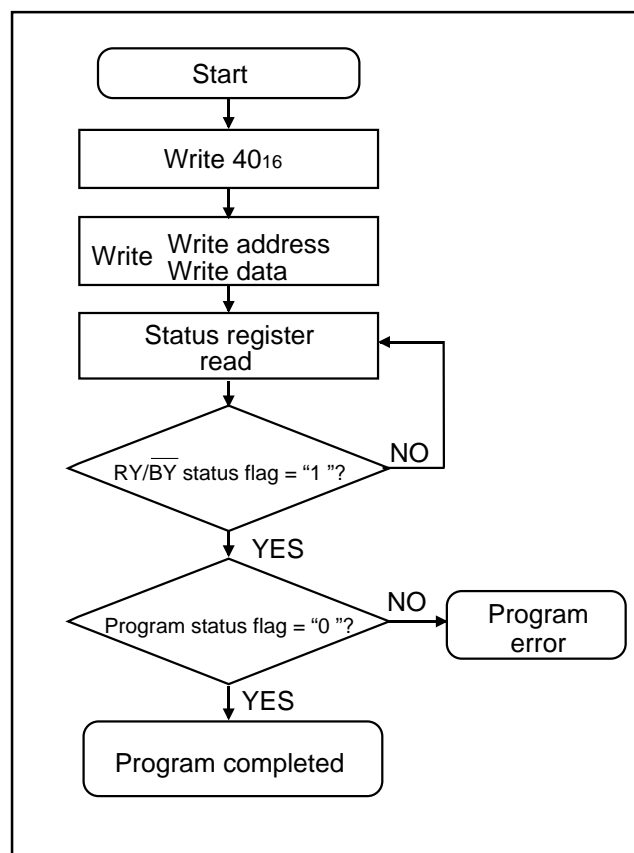 Start
Write 40₁₆
Write Write address
Write data
Status register
read
NO
RY/B̅Y̅ status flag = “1 ”?
YES
NO
Program status flag = “0 ”?
Program
error
YES
Program completed